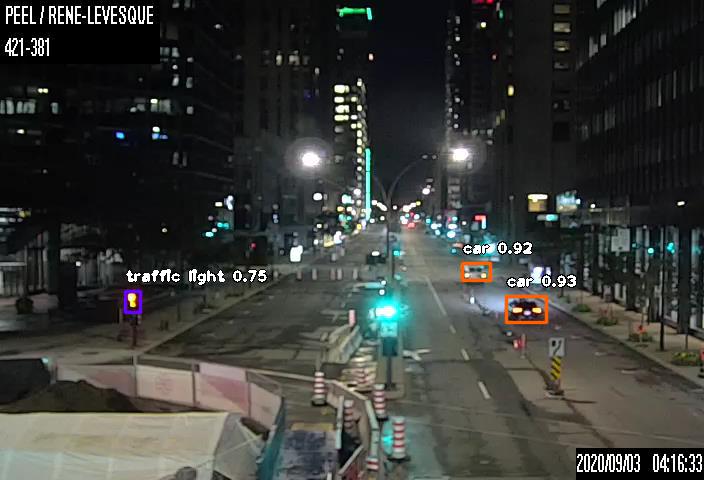 PEEL / RENE-LEVESQUE
421-381
car 0.92
traffic light 0.75
car 0.93
2020/09/03 04:16:33